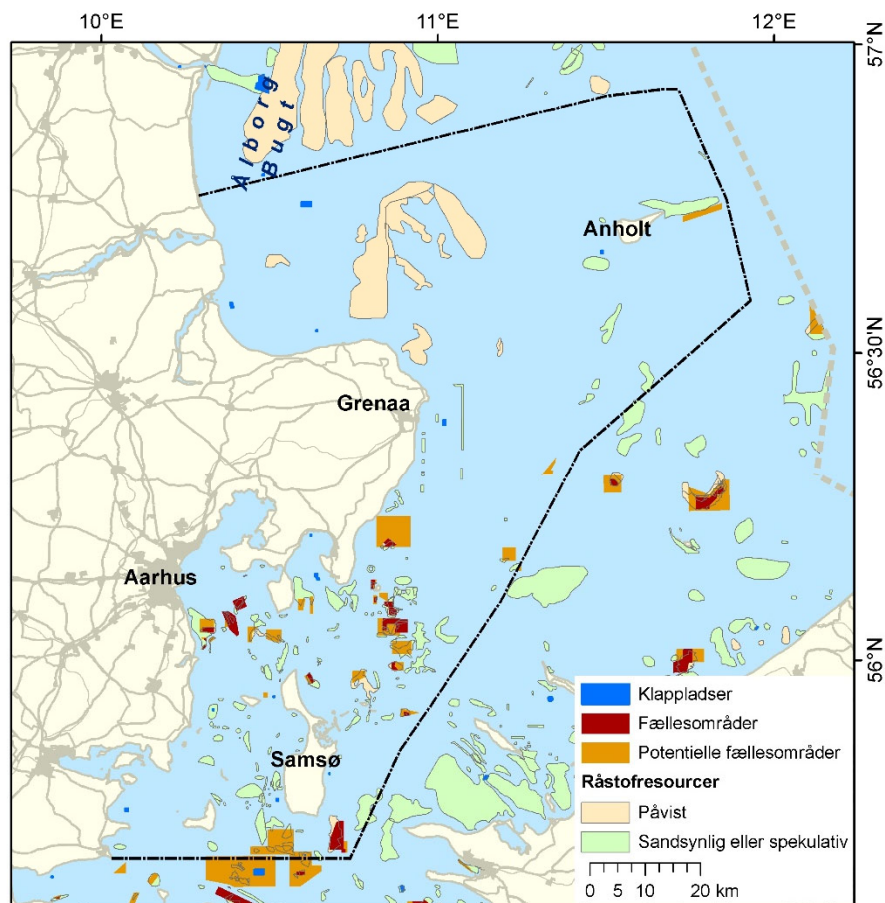 10°E
11°E
12°E
57°N
Ålborg
Bugt
Anholt
56°30'N
Grenaa
Aarhus
56°N
Samsø
Klappladser
Fællesområder
Potentielle fællesområder
Råstofresourcer
Påvist
Sandsynlig eller spekulativ
0 5 10 20 km